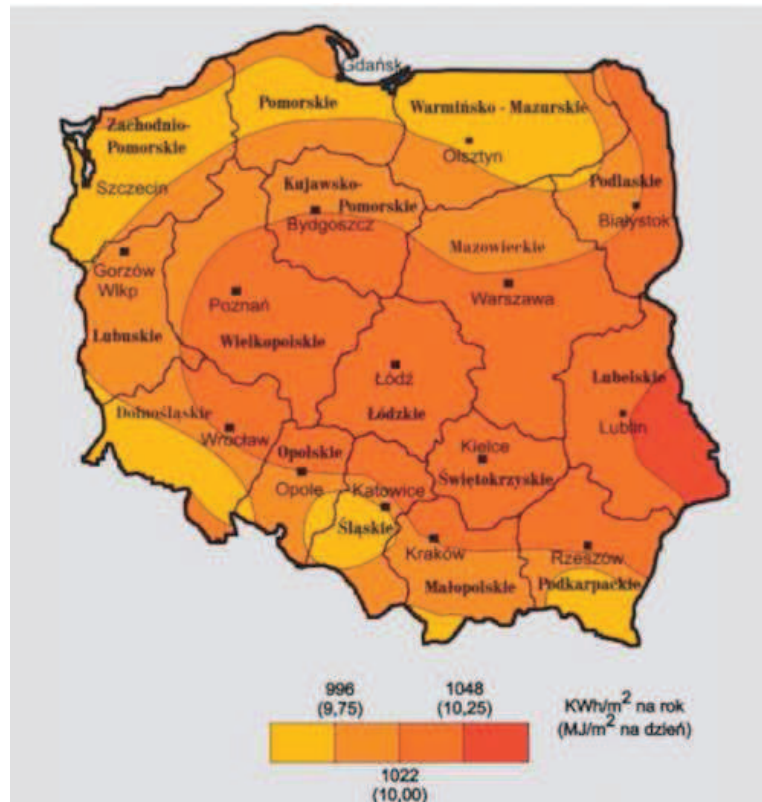 Gdańsk
Pomorskie
Warmińsko - Mazurskie
Zachodnio-
Pomorskie
Olsztyn
Szczecin
Kujawsko-
Pomorskie
Podlaskie
Bydgoszcz
Białystok
Mazowieckie
Gorzów
Wlkp
Poznań
Warszawa
Lubuskie
Wielkopolskie
Łódź
Lubelskie
Dolnośląskie
Łódzkie
Lublin
Wrocław
Opolskie
Kielce
Opole
Katowice
Świętokrzyskie
Śląskie
Kraków
Rzeszów
Małopolskie
Podkarpackie
996
(9,75)
1048
(10,25)
KWh/m² na rok
(MJ/m² na dzień)
1022
(10,00)